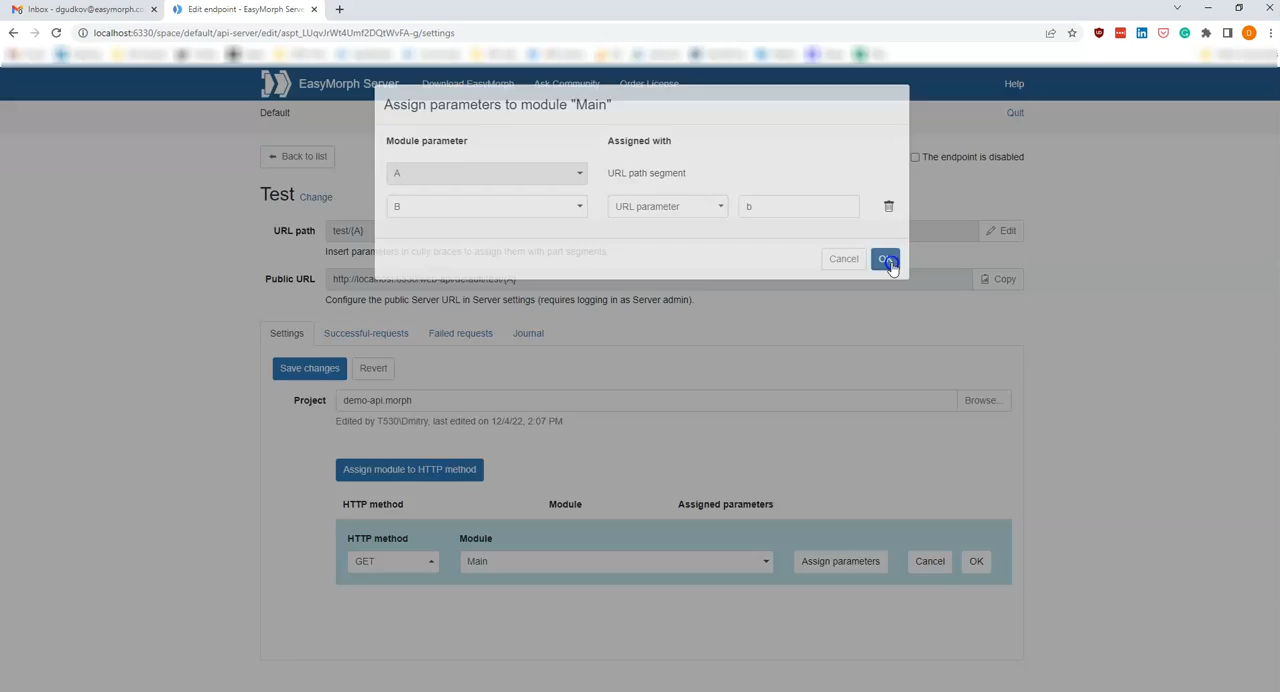 Inbox - dgudkov@easymorph.co
Edit endpoint - EasyMorph Serve
localhost:6330/space/default/api-server/edit/aspt_LUqvJrWt4Umf2DQtWvFA-g/settings
EasyMorph Server
Download EasyMorph
Ask Community
Order License
Help
Default
Quit
Assign parameters to module "Main"
Module parameter
Assigned with
A
URL path segment
B
URL parameter
b
Cancel
Back to list
The endpoint is disabled
Test
Change
URL path
test/{A}
Edit
Insert parameters in curly braces to assign them with part segments.
Public URL
http://localhost:6330/web-api/default/test/{A}
Copy
Configure the public Server URL in Server settings (requires logging in as Server admin).
Settings
Successful-requests
Failed requests
Journal
Save changes
Revert
Project
demo-api.morph
Browse...
Edited by T530\Dmitry, last edited on 12/4/22, 2:07 PM
Assign module to HTTP method
HTTP method
Module
Assigned parameters
HTTP method
Module
GET
Main
Assign parameters
Cancel
OK